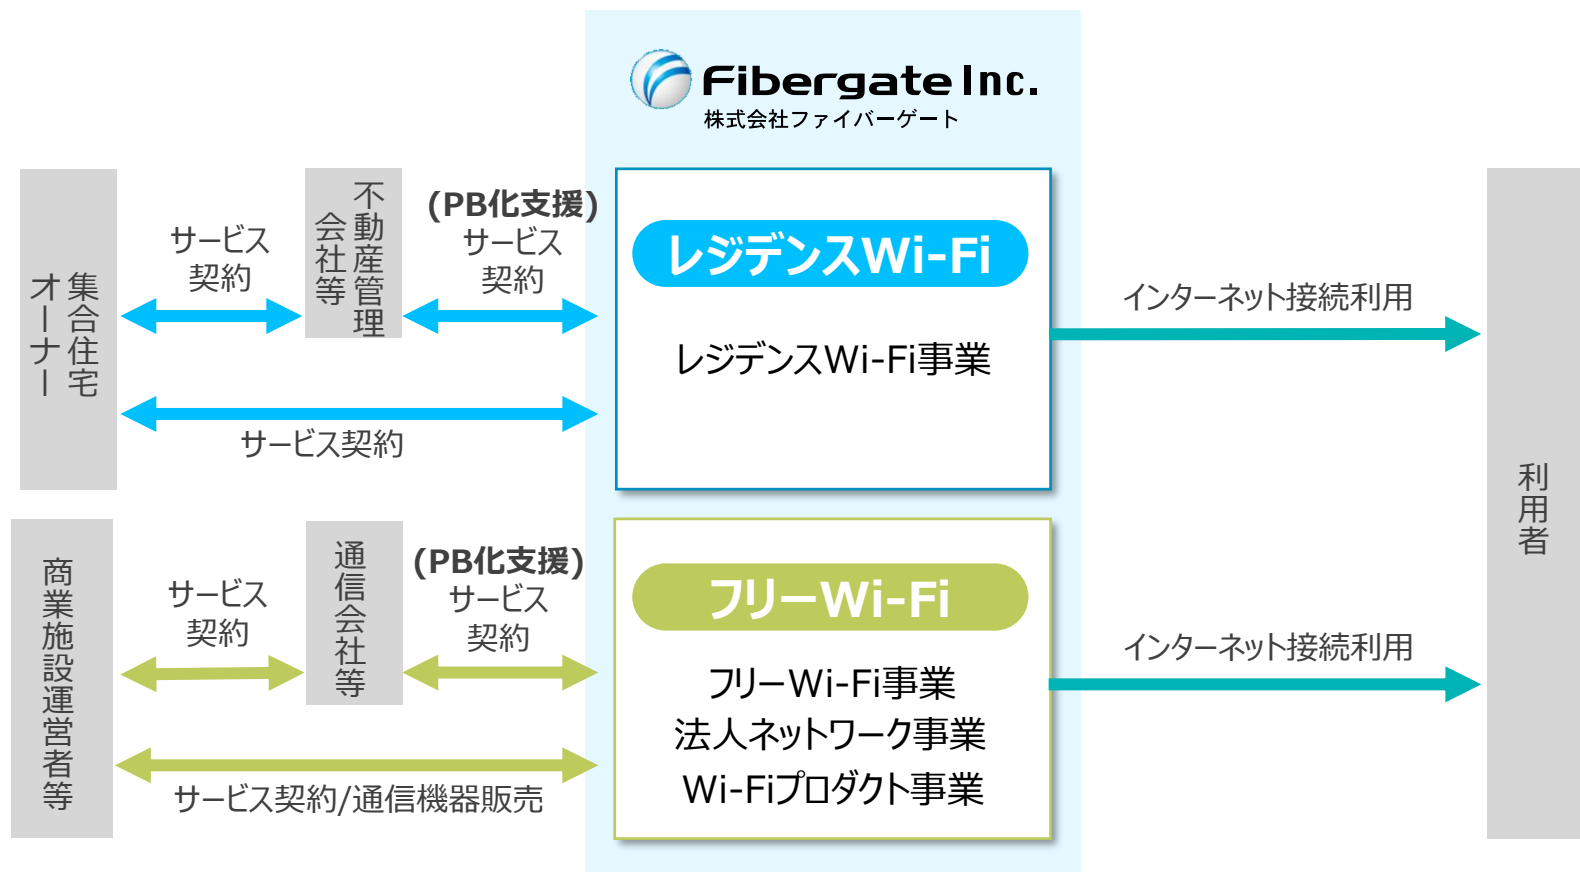 Fibergate Inc.
株式会社ファイバーゲート
集合住宅
オーナー
サービス
契約
不動産管理
会社等
(PB化支援)
サービス
契約
サービス契約
レジデンスWi-Fi
レジデンスWi-Fi事業
インターネット接続利用
商業施設運営者等
サービス
契約
通信会社等
(PB化支援)
サービス
契約
サービス契約/通信機器販売
フリーWi-Fi
フリーWi-Fi事業
法人ネットワーク事業
Wi-Fiプロダクト事業
インターネット接続利用
利用者